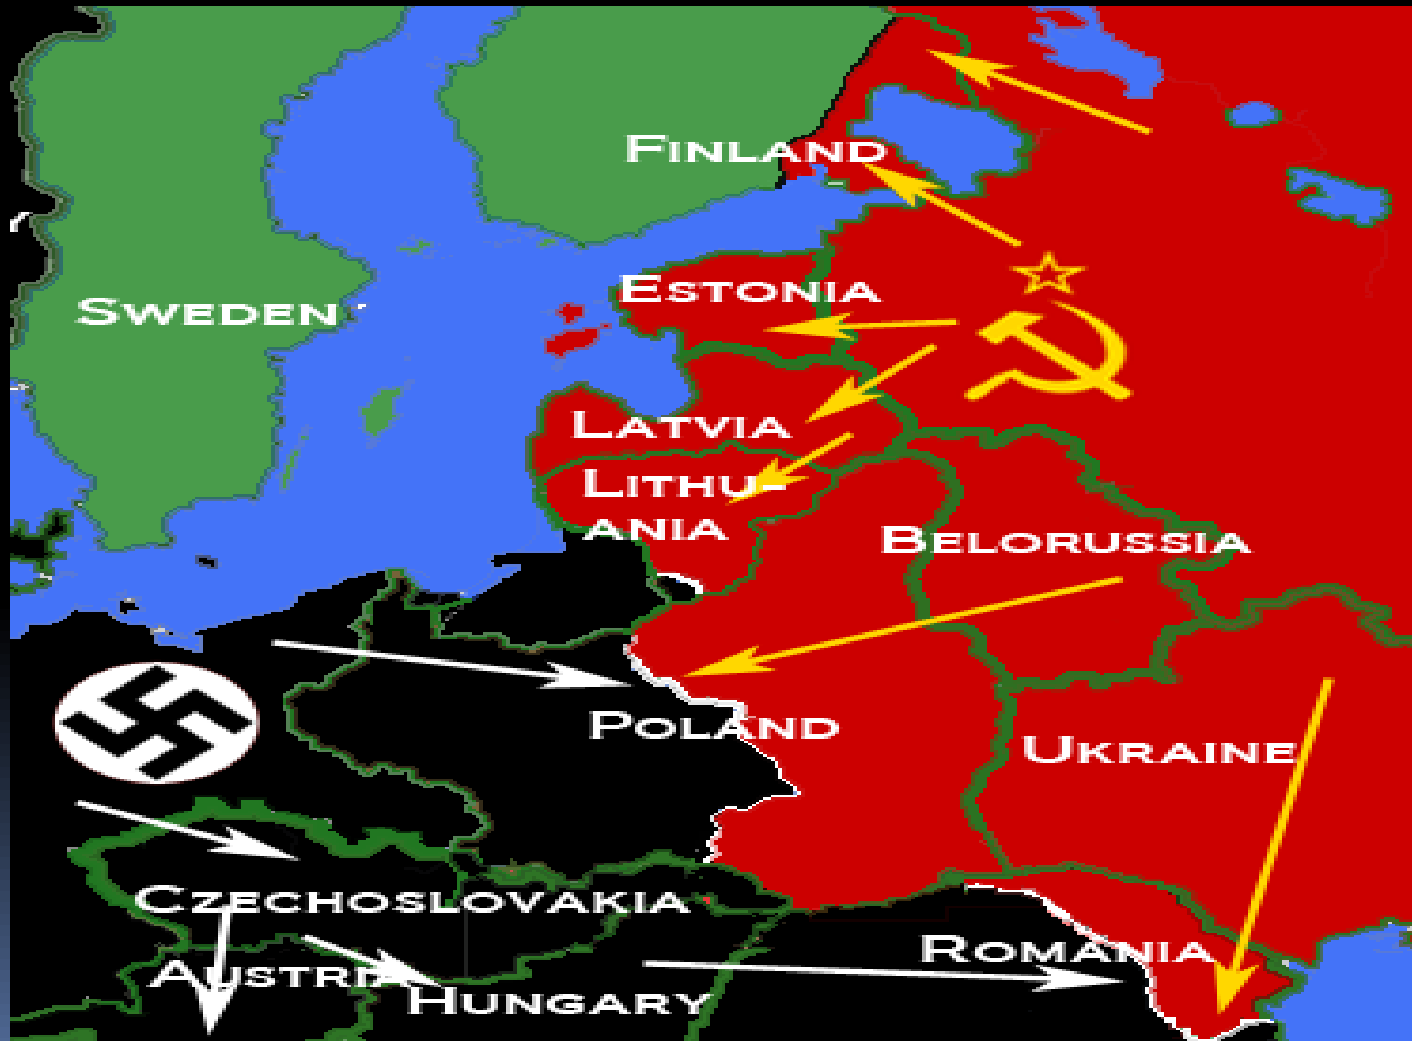 FINLAND
ESTONIA
SWEDEN
LATVIA
LITHU-
ANIA
BELORUSSIA
POLAND
UKRAINE
CZECHOSLOVAKIA
ROMANIA
AUSTRIA
HUNGARY